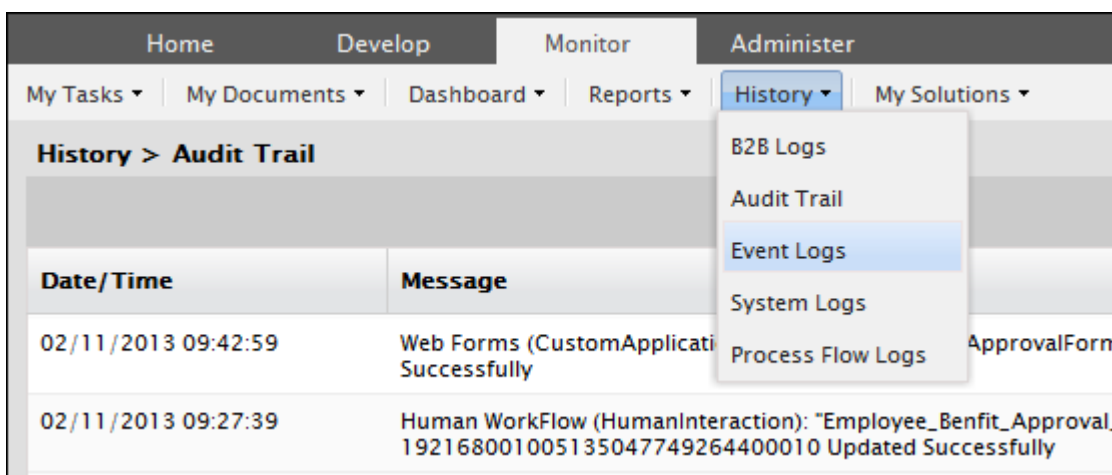 Home Develop Monitor Administer
My Tasks My Documents Dashboard Reports History My Solutions
History > Audit Trail
B2B Logs
Audit Trail
Event Logs
System Logs
Process Flow Logs
Date/Time Message
02/11/2013 09:42:59 Web Forms (CustomApplicati ApprovalForm
Successfully
02/11/2013 09:27:39 Human WorkFlow (HumanInteraction): "Employee_Benfit_Approval_
192168001005135047749264400010 Updated Successfully